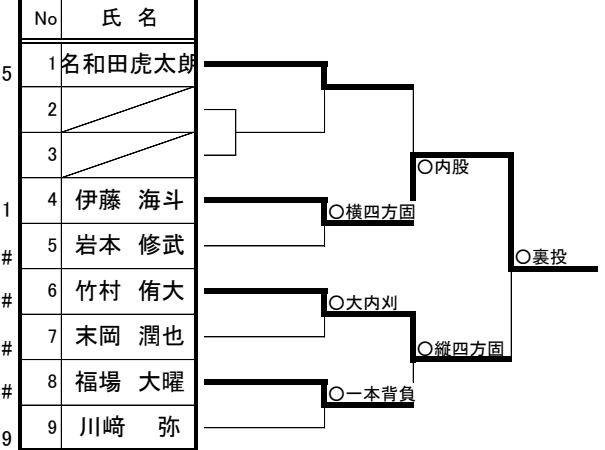 No 氏 名
5 1 名和田虎太朗
2
3
○内股
1 4 伊藤 海斗
○横四方固
# 5 岩本 修武
○裏投
# 6 竹村 侑大
○大内刈
# 7 末岡 潤也
○縦四方固
# 8 福場 大曜
○一本背負
9 9 川﨑 弥